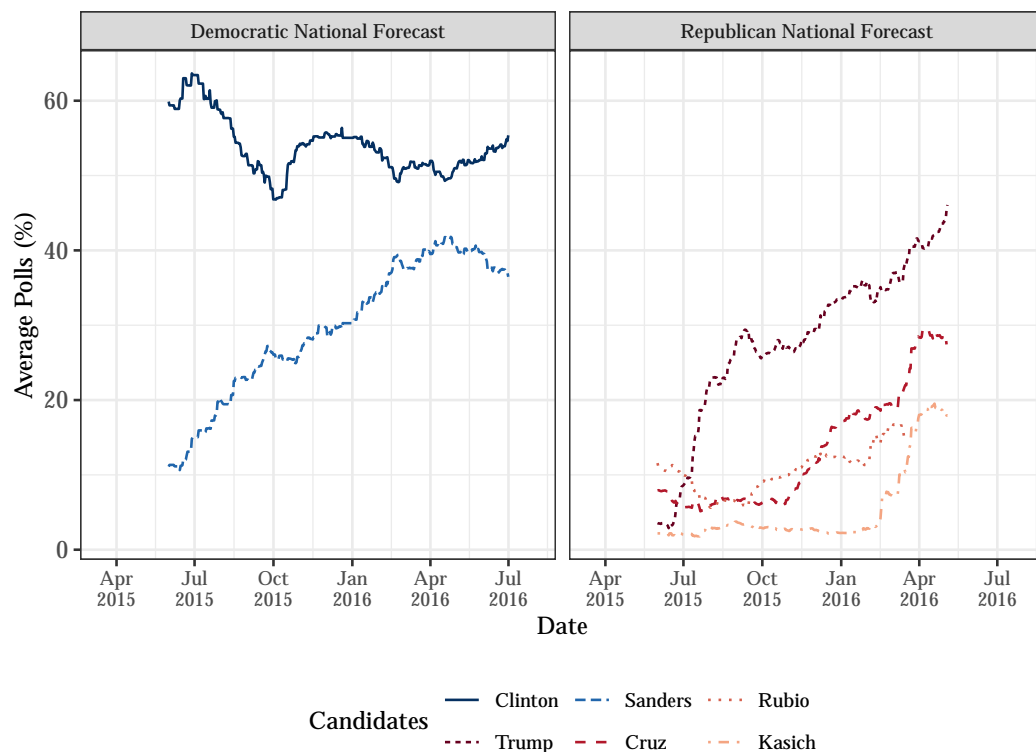 Democratic National Forecast
Republican National Forecast
Average Polls (%)
60
40
20
0
Apr 2015
Jul 2015
Oct 2015
Jan 2016
Apr 2016
Jul 2016
Apr 2015
Jul 2015
Oct 2015
Jan 2016
Apr 2016
Jul 2016
Date
Candidates
Clinton
Sanders
Rubio
Trump
Cruz
Kasich